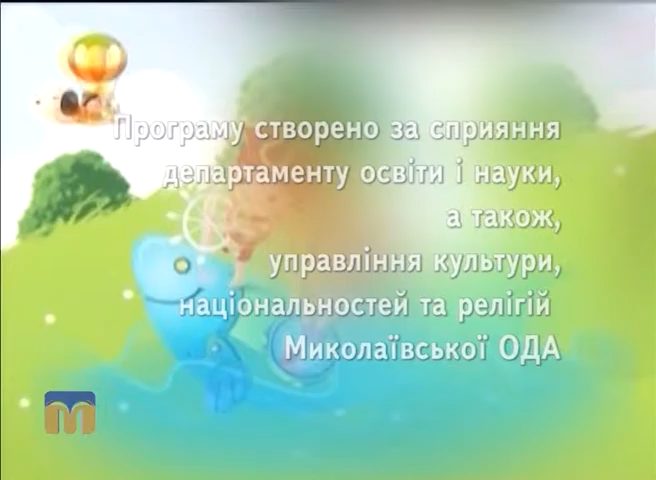 Програму створено за сприяння
департаменту освіти і науки,
а також,
управління культури,
національностей та релігій
Миколаївської ОДА